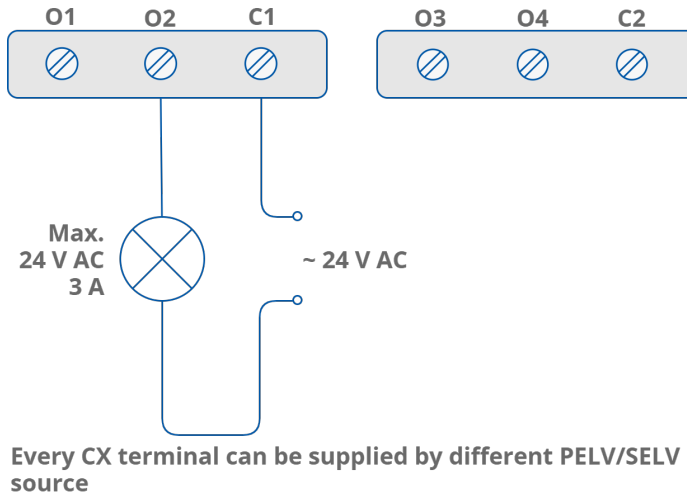 O1 O2 C1 O3 O4 C2
Max.
24 V AC
3 A
~ 24 V AC
Every CX terminal can be supplied by different PELV/SELV
source